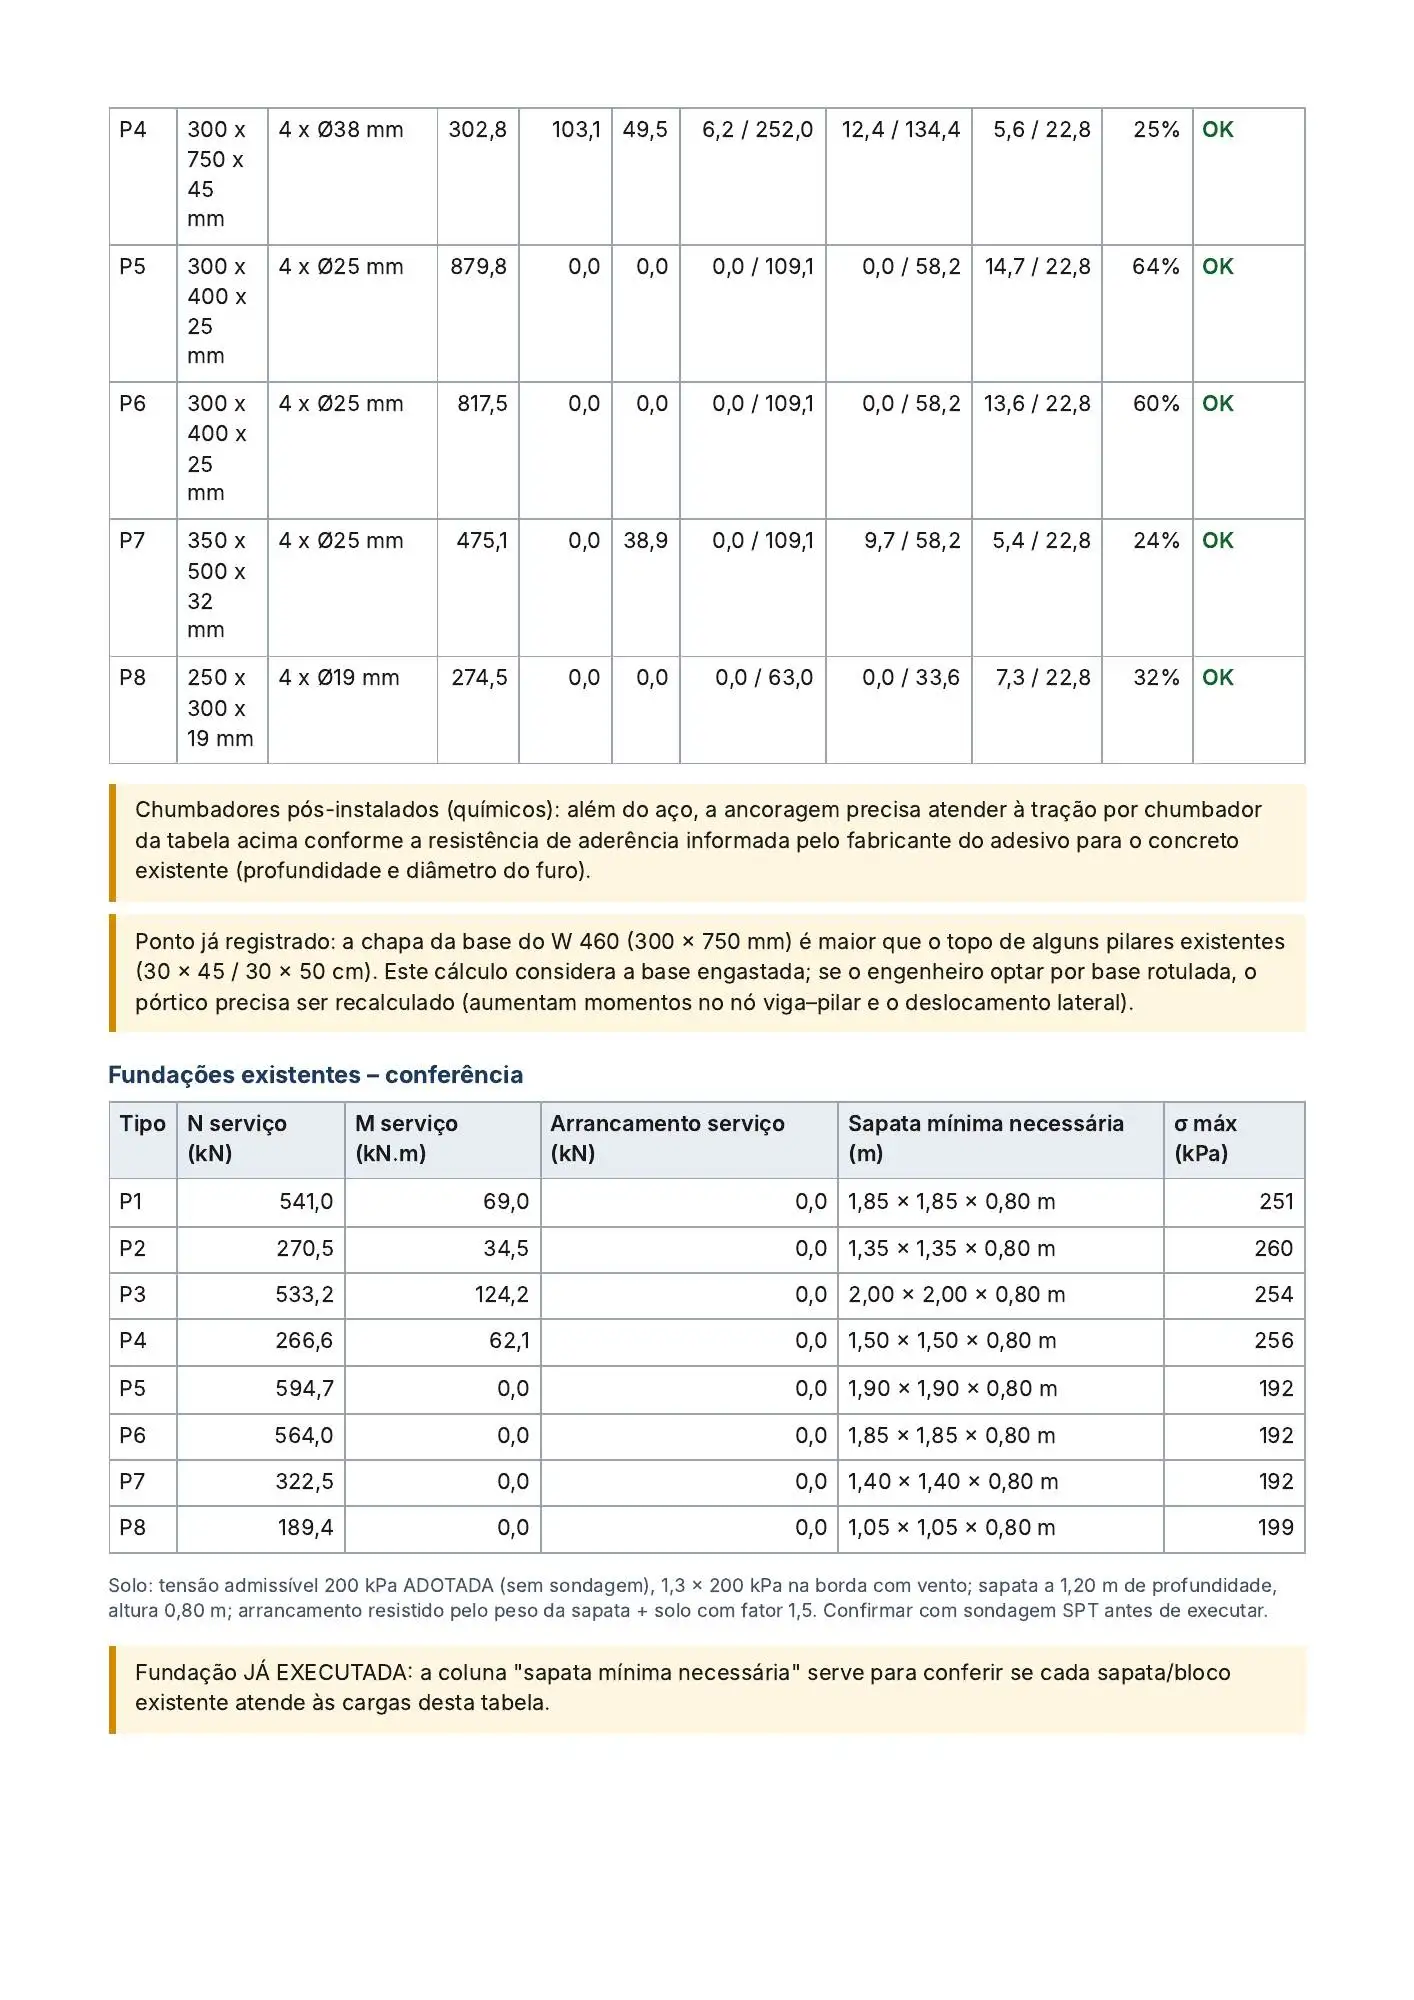 P4 300 x 4 x Ø38 mm 302,8 103,1 49,5 6,2 / 252,0 12,4 / 134,4 5,6 / 22,8 25% OK
750 x
45
mm
P5 300 x 4 x Ø25 mm 879,8 0,0 0,0 0,0 / 109,1 0,0 / 58,2 14,7 / 22,8 64% OK
400 x
25
mm
P6 300 x 4 x Ø25 mm 817,5 0,0 0,0 0,0 / 109,1 0,0 / 58,2 13,6 / 22,8 60% OK
400 x
25
mm
P7 350 x 4 x Ø25 mm 475,1 0,0 38,9 0,0 / 109,1 9,7 / 58,2 5,4 / 22,8 24% OK
500 x
32
mm
P8 250 x 4 x Ø19 mm 274,5 0,0 0,0 0,0 / 63,0 0,0 / 33,6 7,3 / 22,8 32% OK
300 x
19 mm
Chumbadores pós-instalados (químicos): além do aço, a ancoragem precisa atender à tração por chumbador
da tabela acima conforme a resistência de aderência informada pelo fabricante do adesivo para o concreto
existente (profundidade e diâmetro do furo).
Ponto já registrado: a chapa da base do W 460 (300 × 750 mm) é maior que o topo de alguns pilares existentes
(30 × 45 / 30 × 50 cm). Este cálculo considera a base engastada; se o engenheiro optar por base rotulada, o
pórtico precisa ser recalculado (aumentam momentos no nó viga–pilar e o deslocamento lateral).
Fundações existentes – conferência
Tipo N serviço M serviço Arrancamento serviço Sapata mínima necessária σ máx
(kN) (kN.m) (kN) (m) (kPa)
P1 541,0 69,0 0,0 1,85 × 1,85 × 0,80 m 251
P2 270,5 34,5 0,0 1,35 × 1,35 × 0,80 m 260
P3 533,2 124,2 0,0 2,00 × 2,00 × 0,80 m 254
P4 266,6 62,1 0,0 1,50 × 1,50 × 0,80 m 256
P5 594,7 0,0 0,0 1,90 × 1,90 × 0,80 m 192
P6 564,0 0,0 0,0 1,85 × 1,85 × 0,80 m 192
P7 322,5 0,0 0,0 1,40 × 1,40 × 0,80 m 192
P8 189,4 0,0 0,0 1,05 × 1,05 × 0,80 m 199
Solo: tensão admissível 200 kPa ADOTADA (sem sondagem), 1,3 × 200 kPa na borda com vento; sapata a 1,20 m de profundidade,
altura 0,80 m; arrancamento resistido pelo peso da sapata + solo com fator 1,5. Confirmar com sondagem SPT antes de executar.
Fundação JÁ EXECUTADA: a coluna "sapata mínima necessária" serve para conferir se cada sapata/bloco
existente atende às cargas desta tabela.